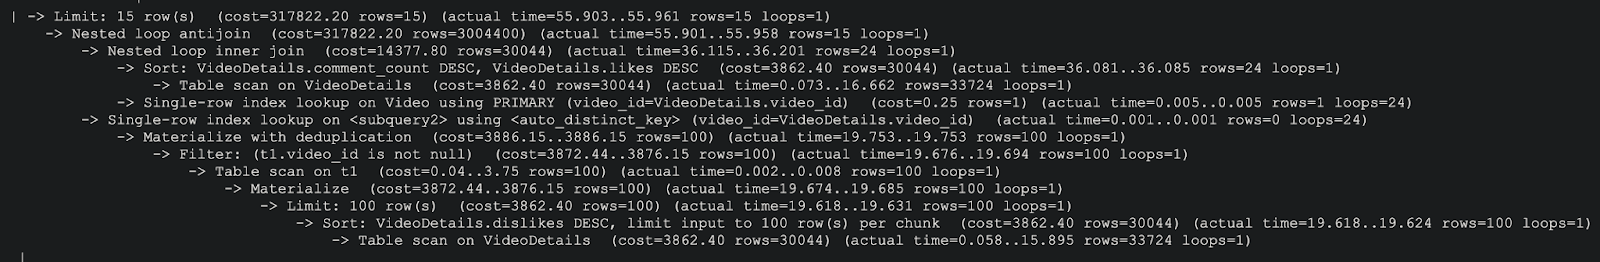 | -> Limit: 15 row(s)  (cost=317822.20 rows=15) (actual time=55.903..55.961 rows=15 loops=1)
-> Nested loop antijoin  (cost=317822.20 rows=3004400) (actual time=55.901..55.958 rows=15 loops=1)
-> Nested loop inner join  (cost=14377.80 rows=30044) (actual time=36.115..36.201 rows=24 loops=1)
-> Sort: VideoDetails.comment_count DESC, VideoDetails.likes DESC  (cost=3862.40 rows=30044) (actual time=36.081..36.085 rows=24 loops=1)
-> Table scan on VideoDetails  (cost=3862.40 rows=30044) (actual time=0.073..16.662 rows=33724 loops=1)
-> Single-row index lookup on Video using PRIMARY (video_id=VideoDetails.video_id)  (cost=0.25 rows=1) (actual time=0.005..0.005 rows=1 loops=24)
-> Single-row index lookup on <subquery2> using <auto_distinct_key> (video_id=VideoDetails.video_id)  (actual time=0.001..0.001 rows=0 loops=24)
-> Materialize with deduplication  (cost=3886.15..3886.15 rows=100) (actual time=19.753..19.753 rows=100 loops=1)
-> Filter: (t1.video_id is not null)  (cost=3872.44..3876.15 rows=100) (actual time=19.676..19.694 rows=100 loops=1)
-> Table scan on t1  (cost=0.04..3.75 rows=100) (actual time=0.002..0.008 rows=100 loops=1)
-> Materialize  (cost=3872.44..3876.15 rows=100) (actual time=19.674..19.685 rows=100 loops=1)
-> Limit: 100 row(s)  (cost=3862.40 rows=100) (actual time=19.618..19.631 rows=100 loops=1)
-> Sort: VideoDetails.dislikes DESC, limit input to 100 row(s) per chunk  (cost=3862.40 rows=30044) (actual time=19.618..19.624 rows=100 loops=1)
-> Table scan on VideoDetails  (cost=3862.40 rows=30044) (actual time=0.058..15.895 rows=33724 loops=1)
|